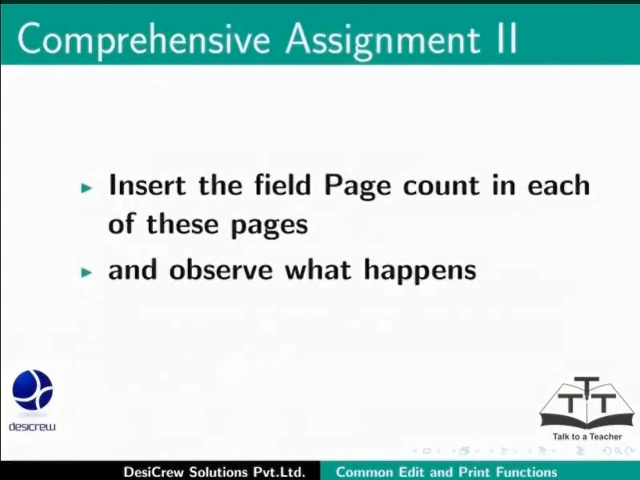 Comprehensive Assignment II
Insert the field Page count in each
of these pages
and observe what happens
desicrew
TTT
Talk to a Teacher
DesiCrew Solutions Pvt.Ltd. Common Edit and Print Functions